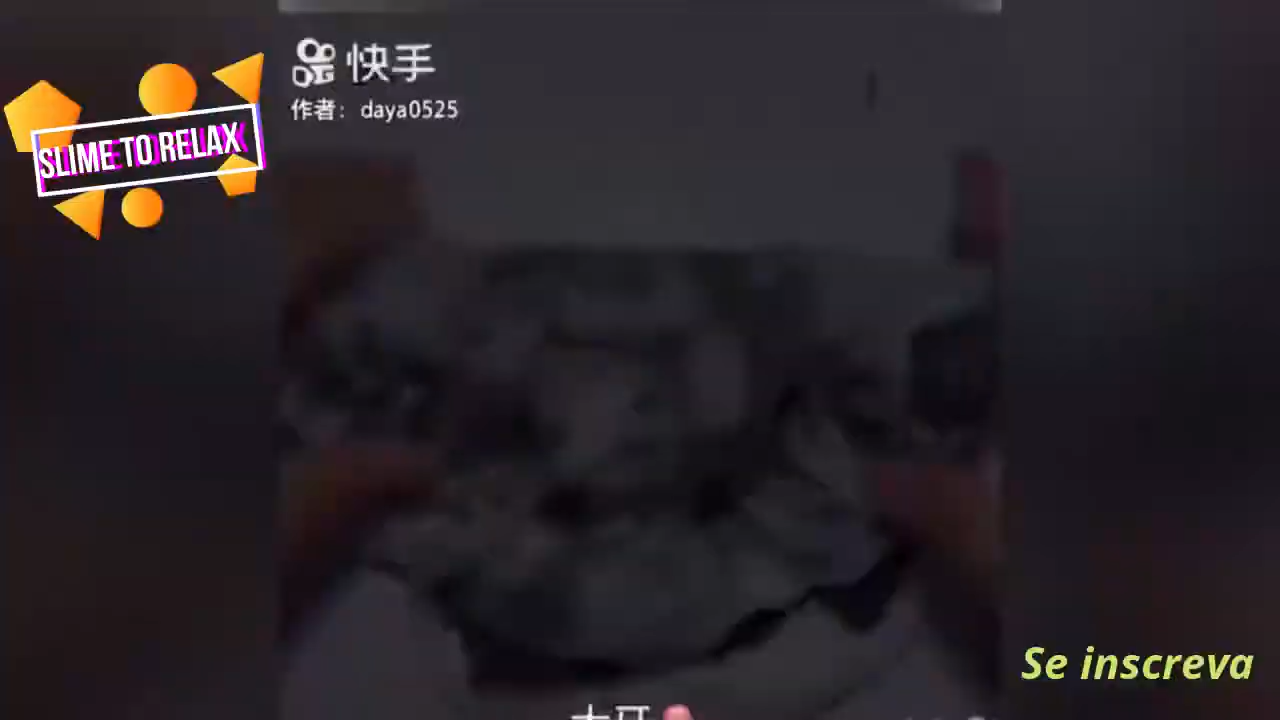 快手
作者：daya0525
SLIME TO RELAX
Se inscreva